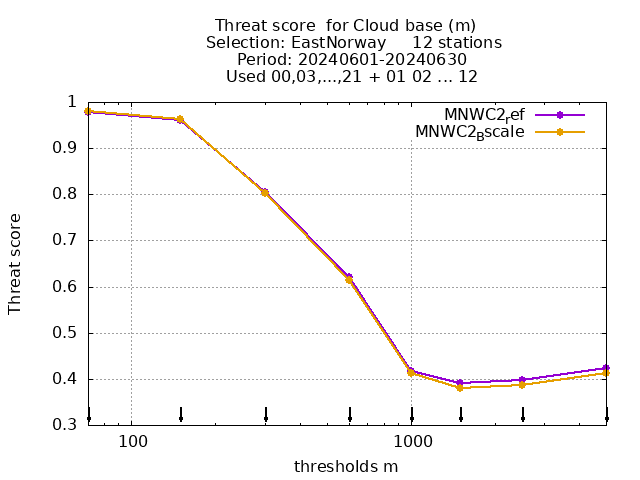 Threat score  for Cloud base (m)
Selection: EastNorway     12 stations
Period: 20240601-20240630
Used 00,03,...,21 + 01 02 ... 12
MNWC2ref
MNWC2Bscale
1
0.9
0.8
0.7
0.6
0.5
0.4
0.3
Threat score
100
1000
thresholds m